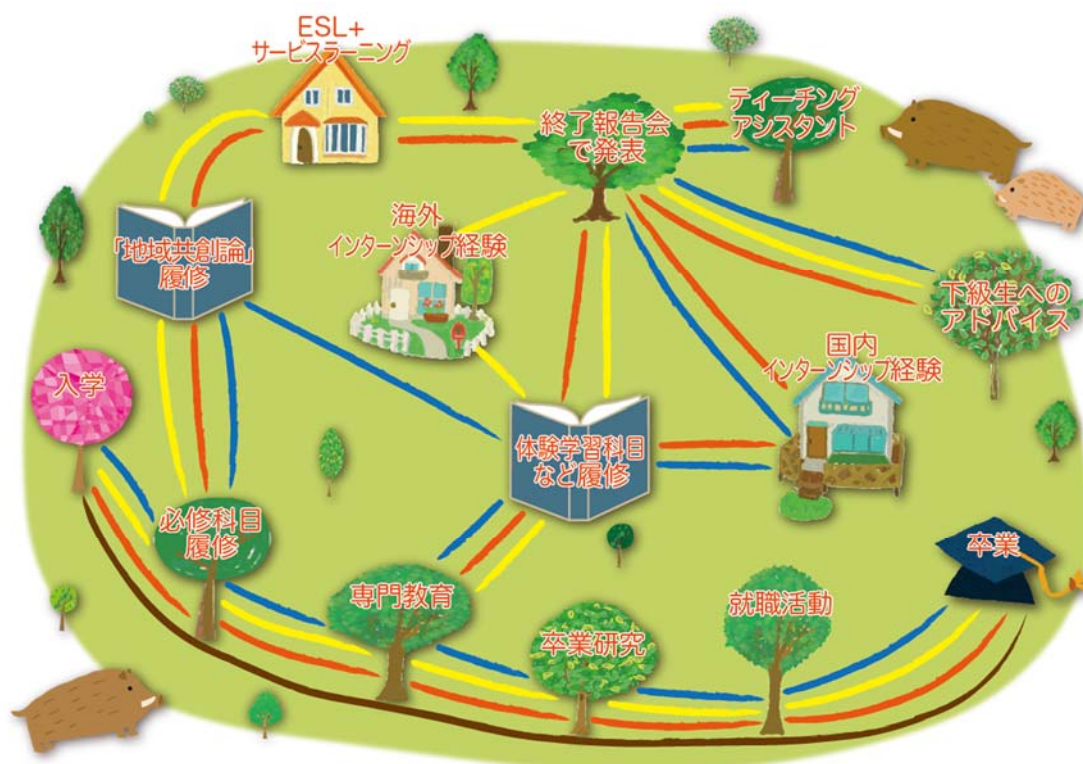 ESL+
サービスラーニング
終了報告会
で発表
ティーチング
アシスタント
海外
インターンシップ経験
「地域共創論」
履修
下級生への
アドバイス
国内
インターンシップ経験
入学
体験学習科目
など履修
必修科目
履修
卒業
専門教育
就職活動
卒業研究